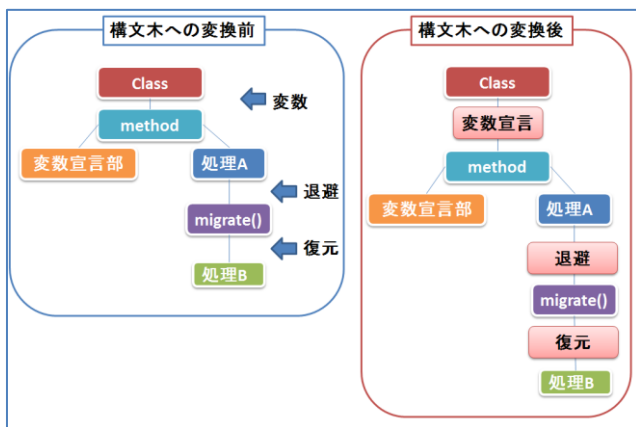 構文木への変換前
Class
変数
method
変数宣言部
処理A
退避
migrate()
復元
処理B
構文木への変換後
Class
変数宣言
method
変数宣言部
処理A
退避
migrate()
復元
処理B